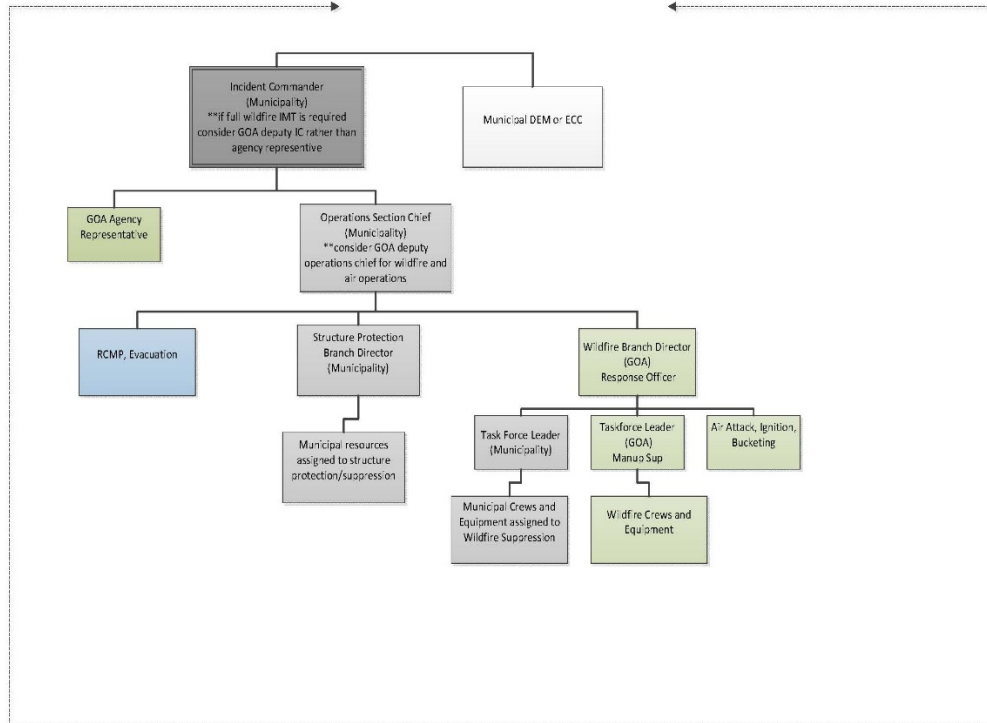 Incident Commander
(Municipality)
**if full wildfire IMT is required
consider GOA deputy IC rather than
agency representive
Municipal DEM or ECC
GOA Agency
Representative
Operations Section Chief
(Municipality)
**consider GOA deputy
operations chief for wildfire and
air operations
RCMP, Evacuation
Structure Protection
Branch Director
(Municipality)
Wildfire Branch Director
(GOA)
Response Officer
Municipal resources
assigned to structure
protection/suppression
Task Force Leader
(Municipality)
Taskforce Leader
(GOA)
Manup Sup
Air Attack, Ignition,
Bucketing
Municipal Crews and
Equipment assigned to
Wildfire Suppression
Wildfire Crews and
Equipment